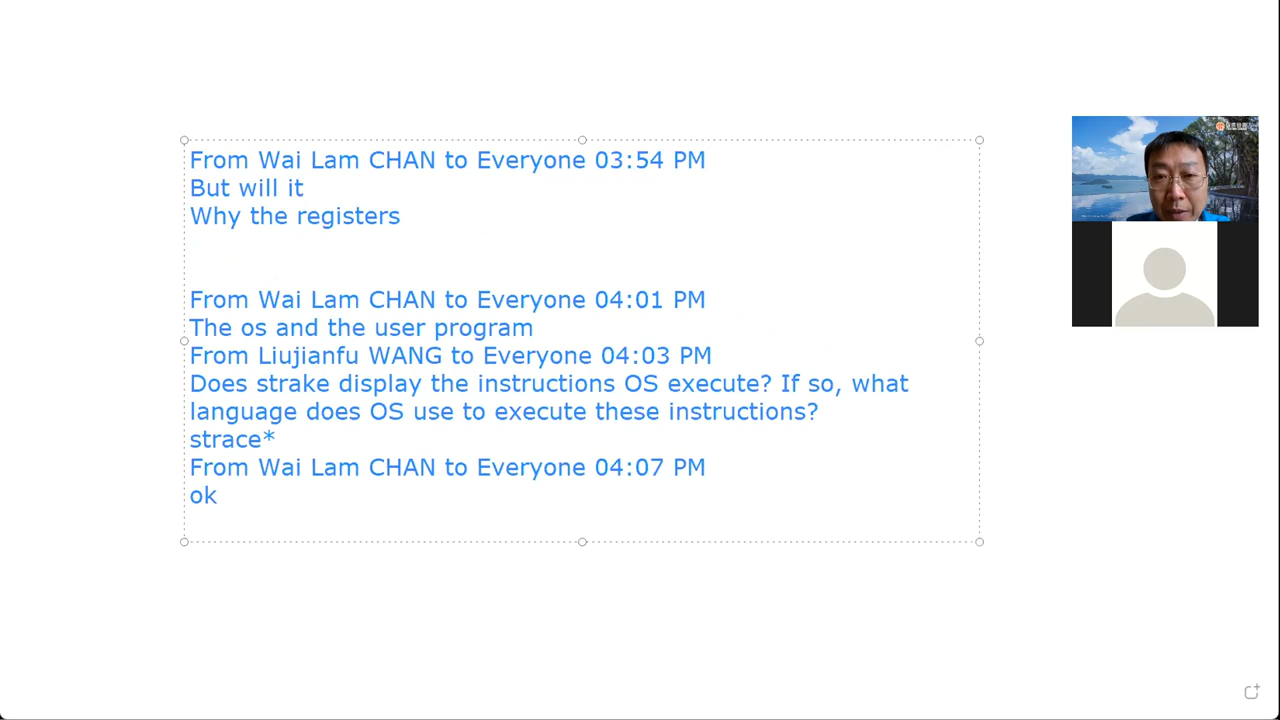 From Wai Lam CHAN to Everyone 03:54 PM
But will it
Why the registers
From Wai Lam CHAN to Everyone 04:01 PM
The os and the user program
From Liujianfu WANG to Everyone 04:03 PM
Does strake display the instructions OS execute? If so, what
language does OS use to execute these instructions?
strace*
From Wai Lam CHAN to Everyone 04:07 PM
ok